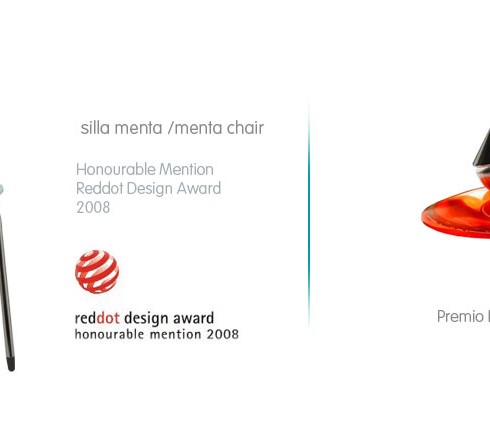 silla menta /menta chair
Honourable Mention
Reddot Design Award
2008
reddot design award
honourable mention 2008
Premio